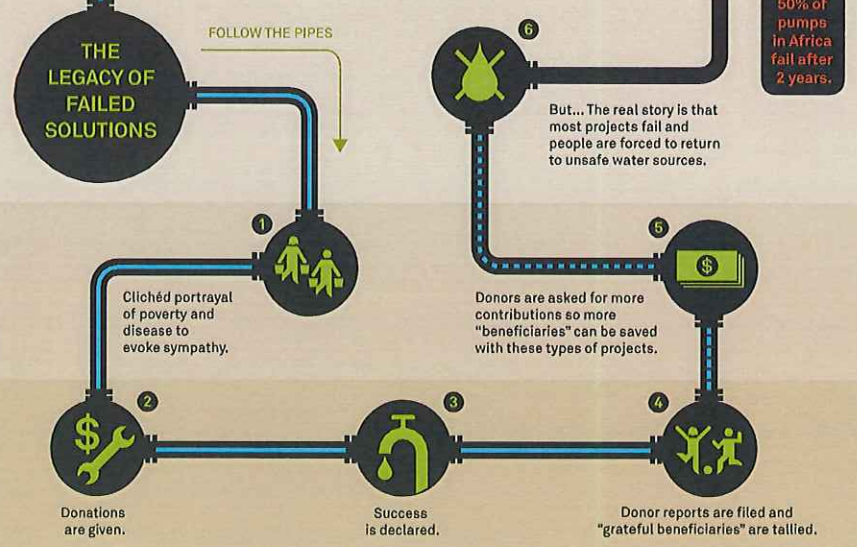 THE
LEGACY OF
FAILED
SOLUTIONS
FOLLOW THE PIPES
1
Clichéd portrayal
of poverty and
disease to
evoke sympathy.
2
$
Donations
are given.
3
Success
is declared.
4
Donor reports are filed and
"grateful beneficiaries" are tallied.
5
$
Donors are asked for more
contributions so more
"beneficiaries" can be saved
with these types of projects.
6
But... The real story is that
most projects fail and
people are forced to return
to unsafe water sources.
50% of
pumps
in Africa
fail after
2 years.